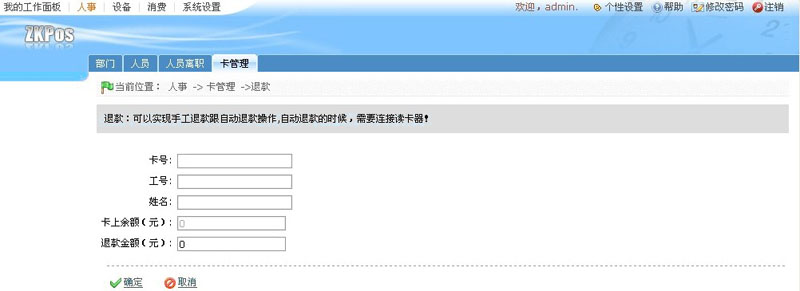 我的工作面板 | 人事 | 设备 | 消费 | 系统设置 欢迎，admin. 个性设置 帮助 修改密码 注销
ZKPos
部门 人员 人员离职 卡管理
当前位置： 人事 -> 卡管理 ->退款
退款：可以实现手工退款跟自动退款操作,自动退款的时候，需要连接读卡器!
卡号:
工号:
姓名:
卡上余额(元): 0
退款金额(元): 0
确定 取消